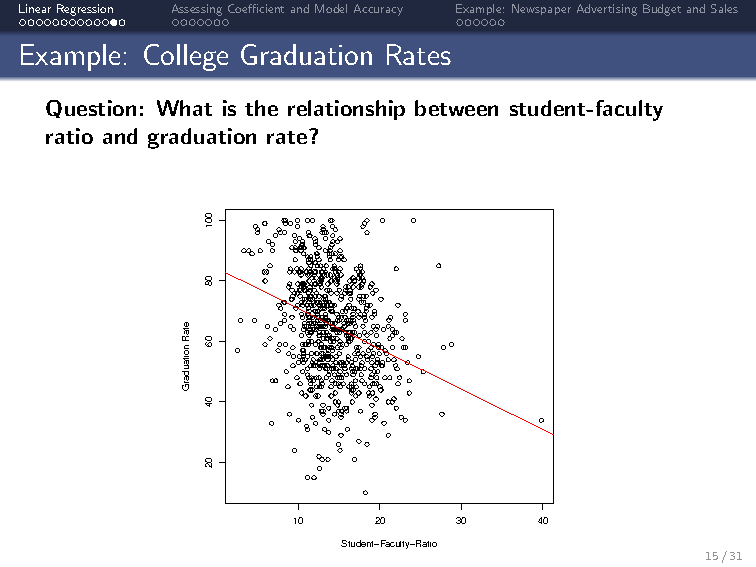 Linear Regression Assessing Coefficient and Model Accuracy Example: Newspaper Advertising Budget and Sales
Example: College Graduation Rates
Question: What is the relationship between student-faculty
ratio and graduation rate?
100
80
60
40
20
Graduation Rate
10 20 30 40
Student−Faculty−Ratio
15 / 31